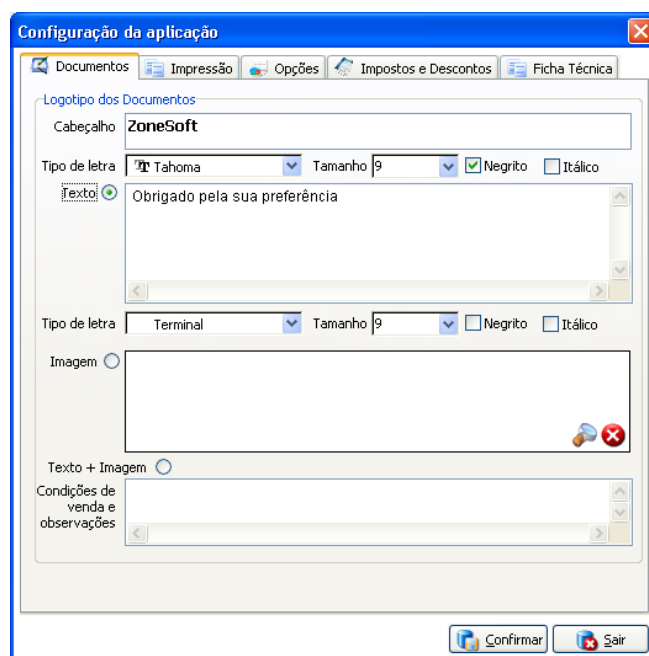 Configuração da aplicação
Documentos Impressão Opções Impostos e Descontos Ficha Técnica
Logotipo dos Documentos
Cabeçalho ZoneSoft
Tipo de letra Tahoma Tamanho 9 Negrito Itálico
Texto Obrigado pela sua preferência
Tipo de letra Terminal Tamanho 9 Negrito Itálico
Imagem
Texto + Imagem
Condições de
venda e
observações
Confirmar Sair